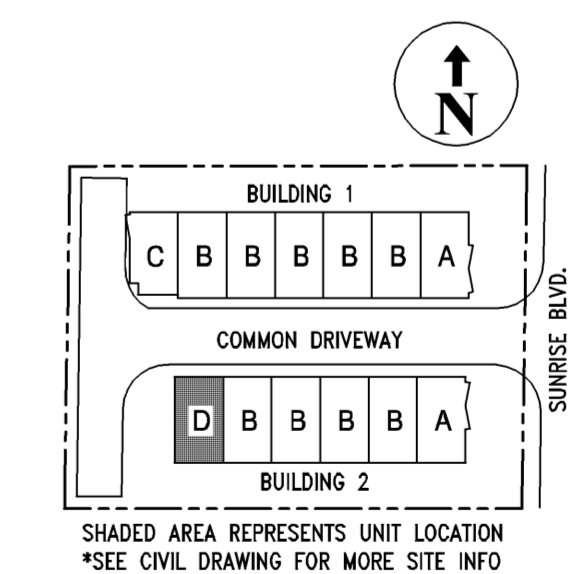 N
BUILDING 1
C B B B B B A
COMMON DRIVEWAY
SUNRISE BLVD.
D B B B B A
BUILDING 2
SHADED AREA REPRESENTS UNIT LOCATION
*SEE CIVIL DRAWING FOR MORE SITE INFO